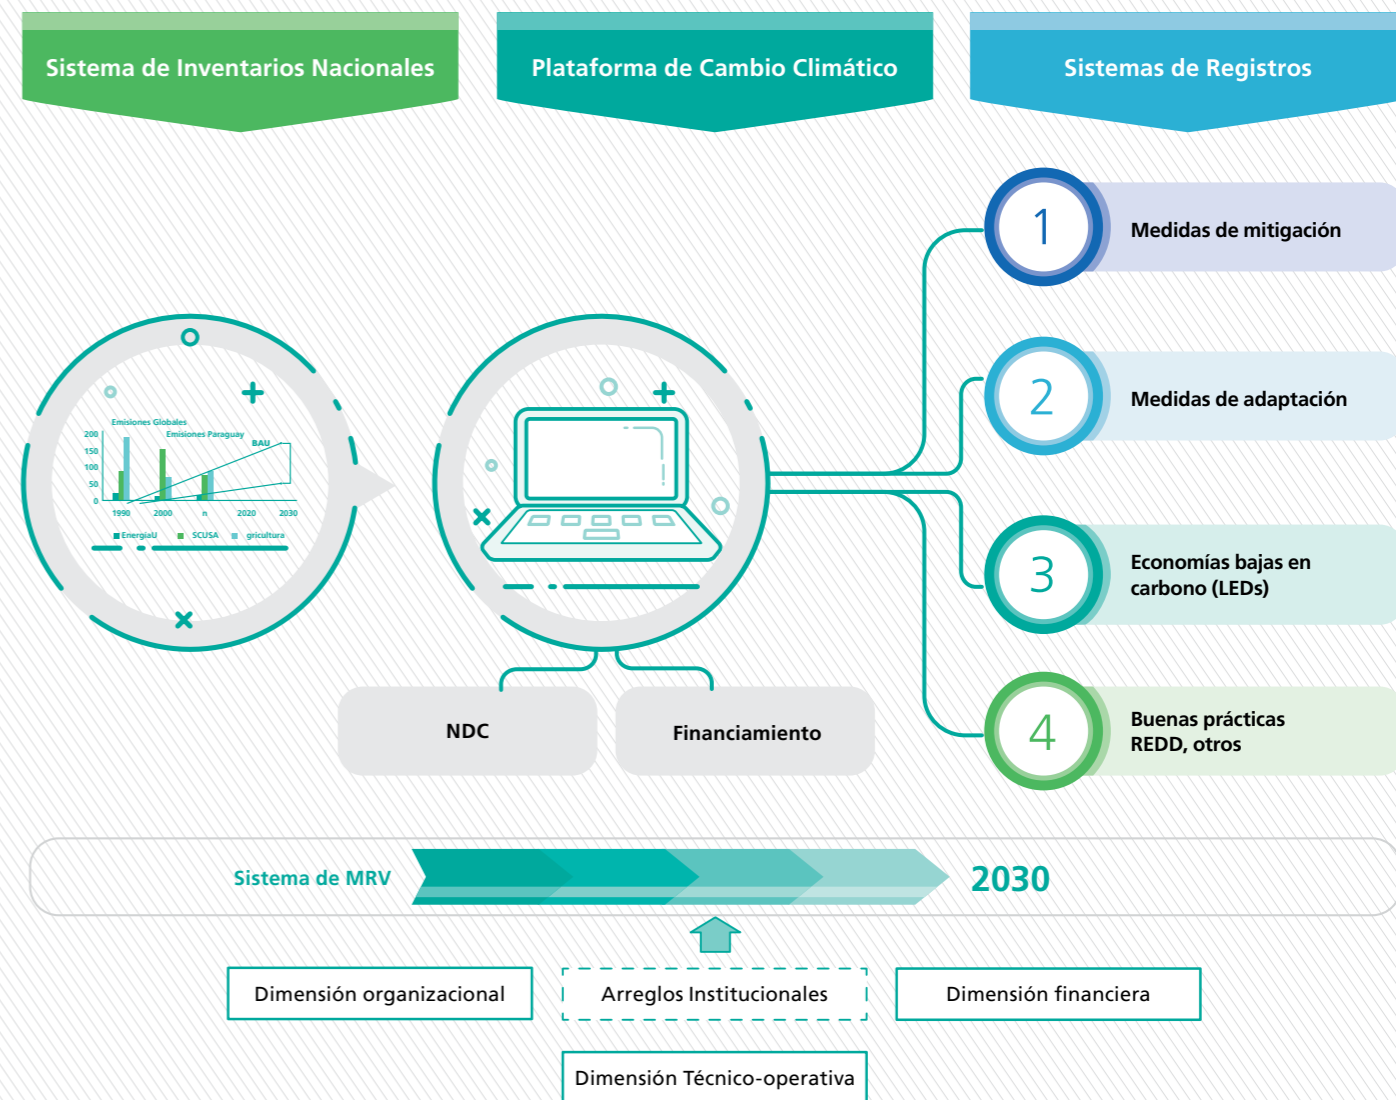 Sistema de Inventarios Nacionales
Plataforma de Cambio Climático
Sistemas de Registros
1
Medidas de mitigación
2
Medidas de adaptación
3
Economías bajas en
carbono (LEDs)
4
Buenas prácticas
REDD, otros
Emisiones Globales
Emisiones Paraguay
BAU
200
150
100
50
0
1990 2000 n 2020 2030
EnergiaU SCUSA gricultura
NDC
Financiamiento
Sistema de MRV
2030
Dimensión organizacional
Arreglos Institucionales
Dimensión financiera
Dimensión Técnico-operativa